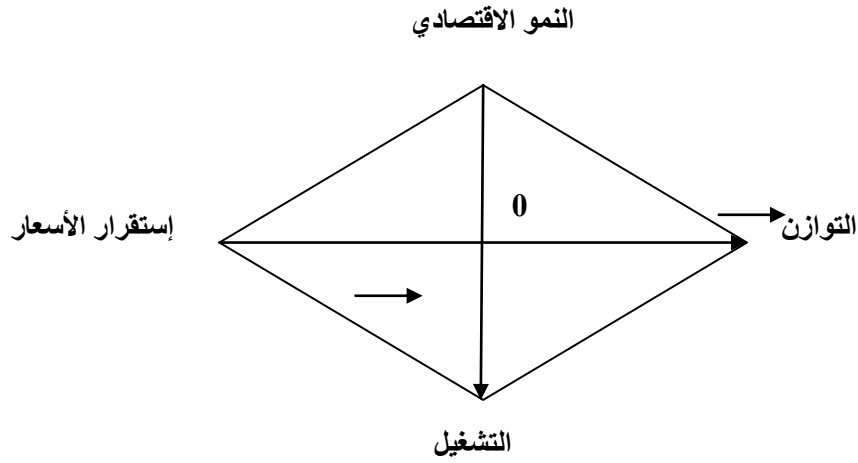 النمو الاقتصادي
0
إستقرار الأسعار
التوازن
التشغيل